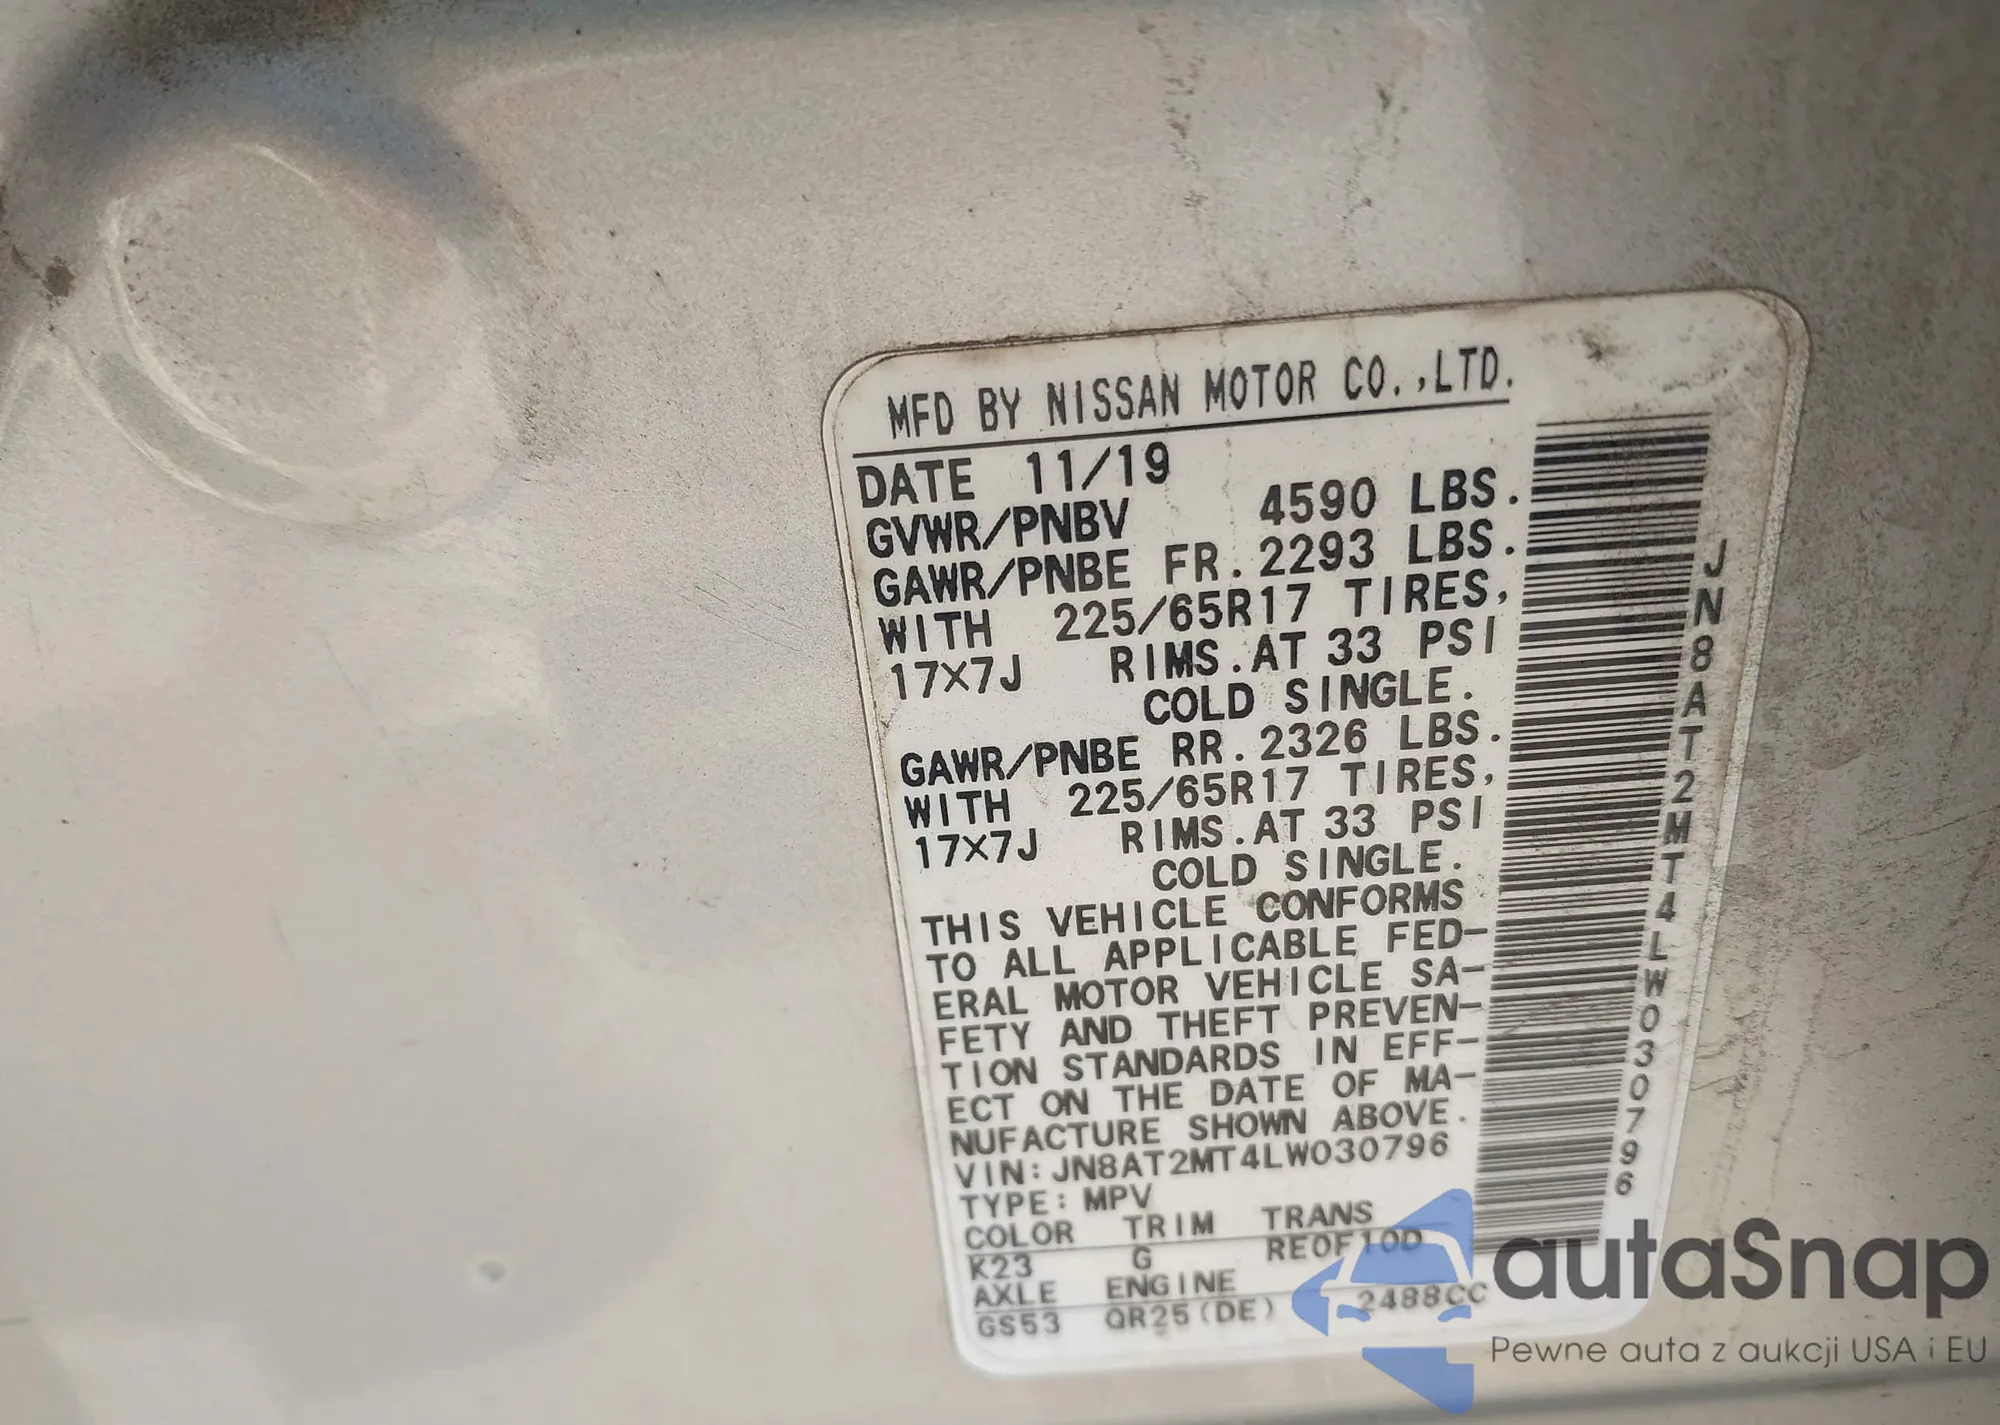 MFD BY NISSAN MOTOR CO.,LTD.
DATE 11/19
GVWR/PNBV 4590 LBS.
GAWR/PNBE FR. 2293 LBS.
WITH 225/65R17 TIRES,
17X7J RIMS.AT 33 PSI
COLD SINGLE.
GAWR/PNBE RR. 2326 LBS.
WITH 225/65R17 TIRES,
17X7J RIMS.AT 33 PSI
COLD SINGLE.
THIS VEHICLE CONFORMS
TO ALL APPLICABLE FED-
ERAL MOTOR VEHICLE SA-
FETY AND THEFT PREVEN-
TION STANDARDS IN EFF-
ECT ON THE DATE OF MA-
NUFACTURE SHOWN ABOVE.
VIN: JN8AT2MT4LW030796
TYPE: MPV
COLOR TRIM TRANS
K23 G RE0F10D
AXLE ENGINE
GS53 QR25(DE) 2488CC
JN8AT2MT4LW030796
autaSnap
Pewne auta z aukcji USA i EU